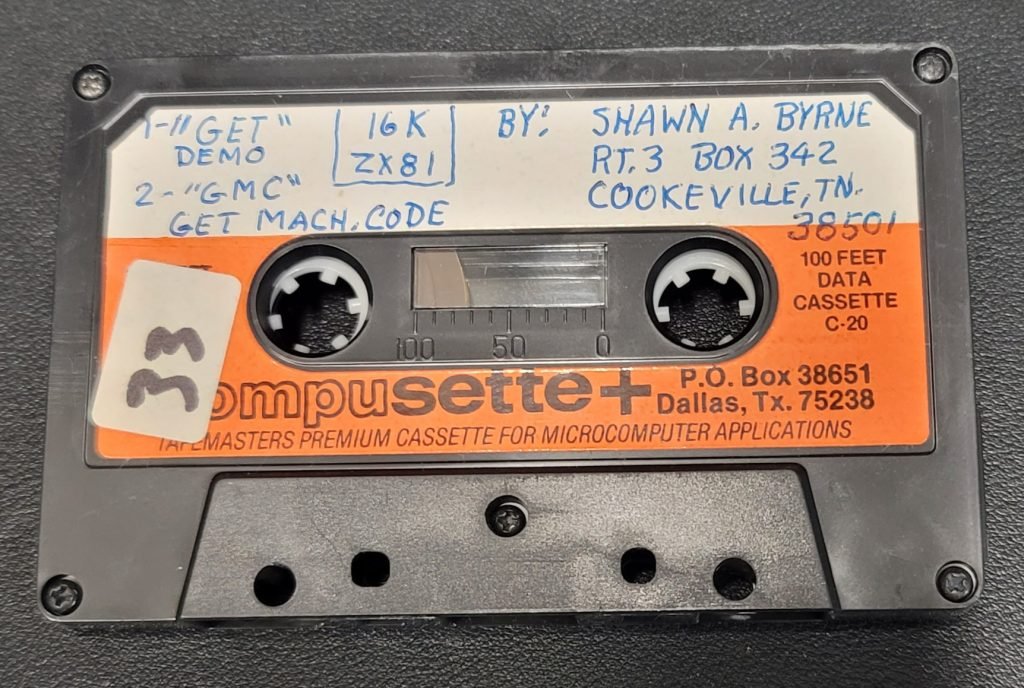 1-"GET"
DEMO
2-"GMC"
GET MACH. CODE
16K
ZX81
BY: SHAWN A. BYRNE
RT. 3 BOX 342
COOKEVILLE, TN.
38501
100 FEET
DATA
CASSETTE
C-20
100 50 0
33
ompusette+
P.O. Box 38651
Dallas, Tx. 75238
TAPEMASTERS PREMIUM CASSETTE FOR MICROCOMPUTER APPLICATIONS